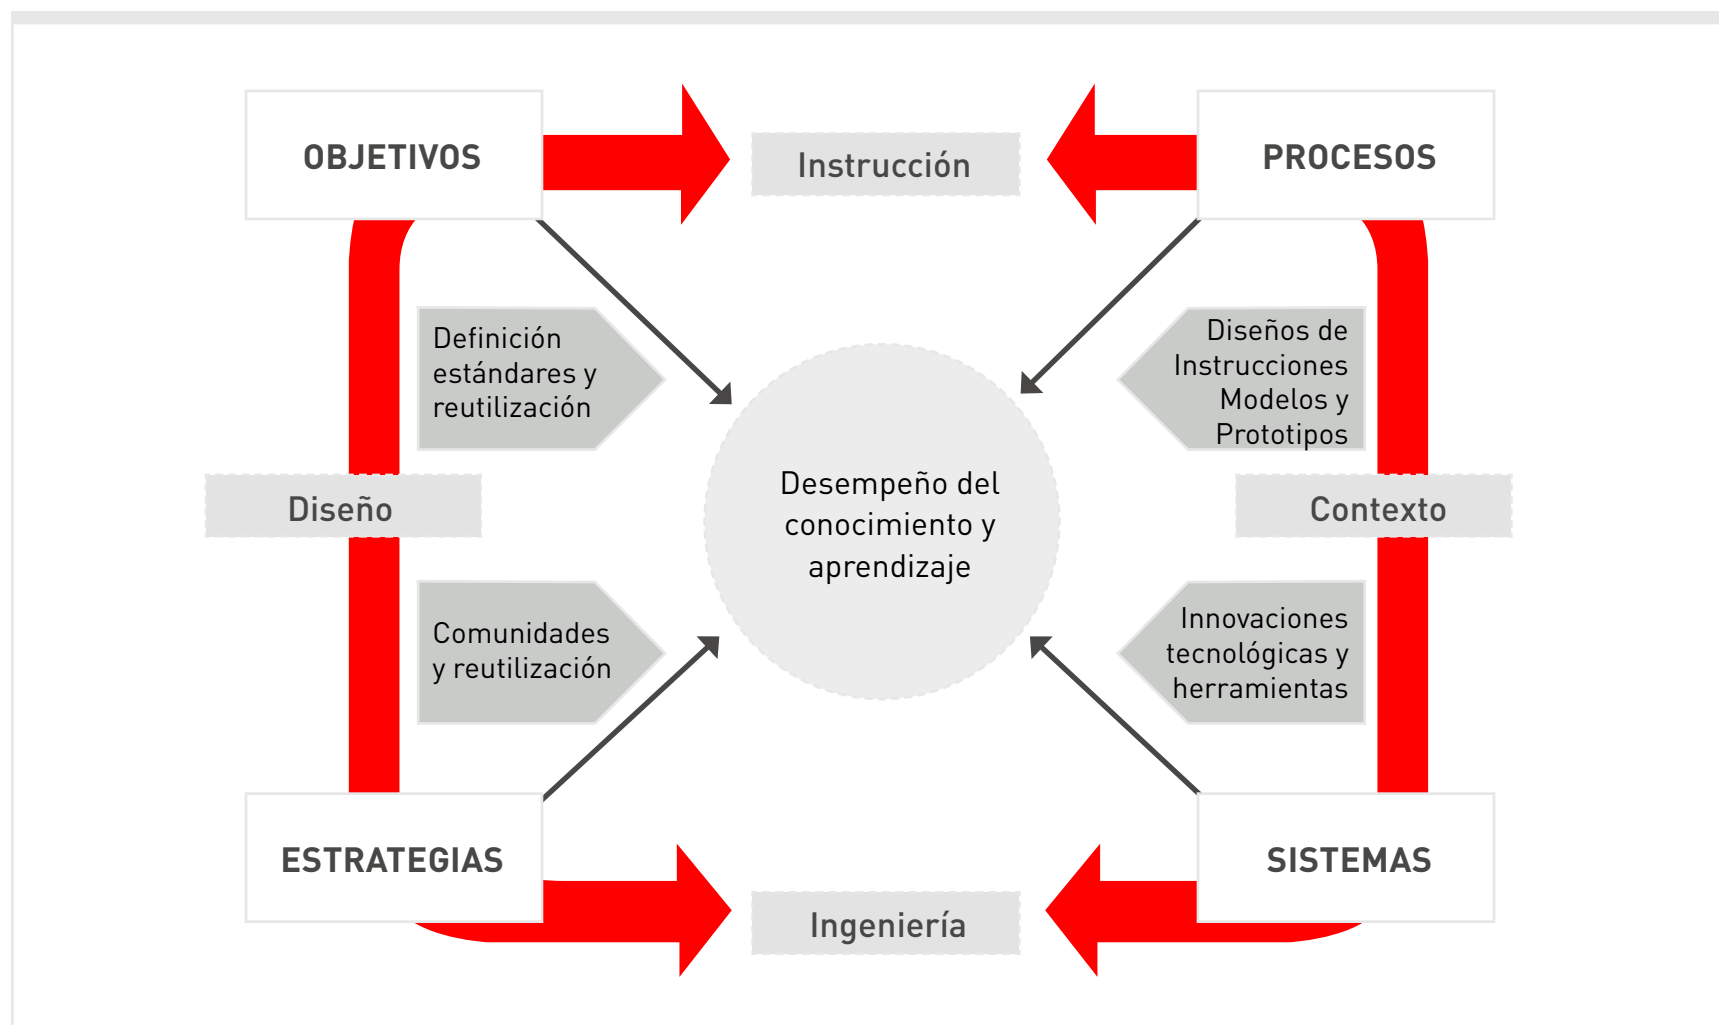 OBJETIVOS
Instrucción
PROCESOS
Definición
estándares y
reutilización
Diseños de
Instrucciones
Modelos y
Prototipos
Diseño
Desempeño del
conocimiento y
aprendizaje
Contexto
Comunidades
y reutilización
Innovaciones
tecnológicas y
herramientas
ESTRATEGIAS
Ingeniería
SISTEMAS